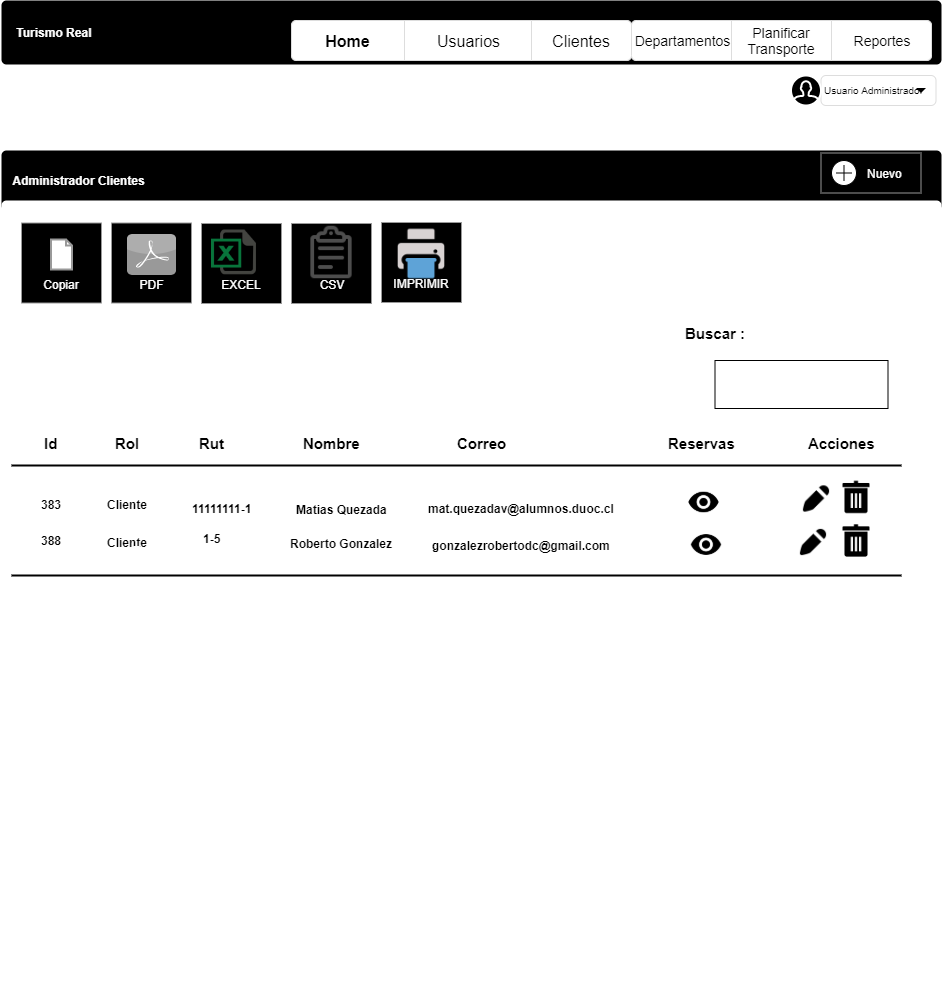 Turismo Real
Home
Usuarios
Clientes
Departamentos
Planificar
Transporte
Reportes
Usuario Administrador
Administrador Clientes
Nuevo
Copiar
PDF
EXCEL
CSV
IMPRIMIR
Buscar :
Id Rol Rut Nombre Correo Reservas Acciones
383 Cliente 11111111-1 Matias Quezada mat.quezadav@alumnos.duoc.cl
388 Cliente 1-5 Roberto Gonzalez gonzalezrobertodc@gmail.com